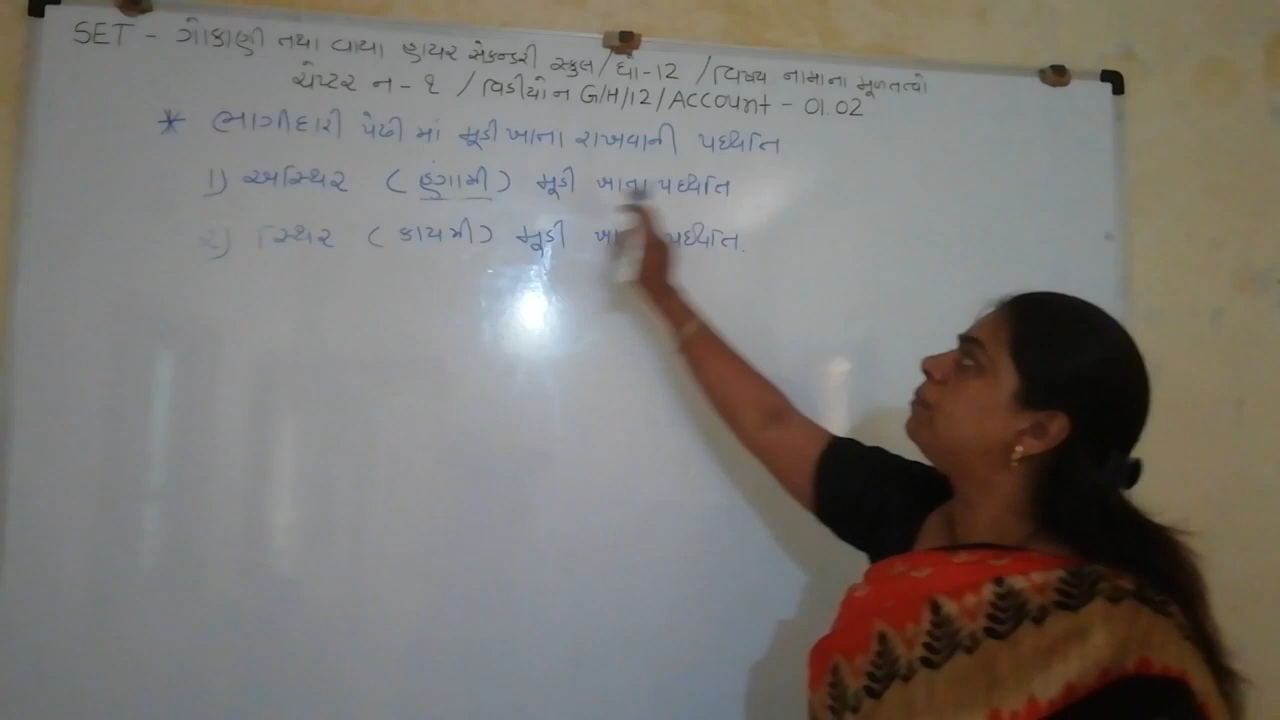 SET - ગોકાણી તથા વાયા હાયર સેકન્ડરી સ્કુલ / ધો-12 / વિષય નામાના મૂળતત્વો
ચેપ્ટર નં - ૧ / વિડીયો નં G/H/12/Account - 01.02
* ભાગીદારી પેઢી માં મૂડી ખાના રાખવાની પધ્ધતિ
1) અસ્થિર ( હંગામી ) મૂડી ખાતા પધ્ધતિ
2) સ્થિર ( કાયમી ) મૂડી પધ્ધતિ.